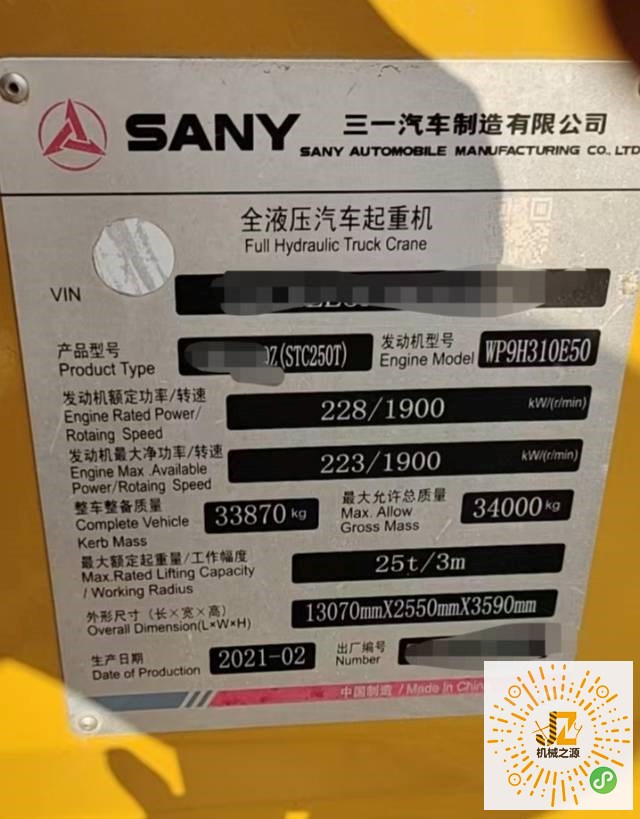 SANY
三一汽车制造有限公司
SANY AUTOMOBILE MANUFACTURING CO., LTD
全液压汽车起重机
Full Hydraulic Truck Crane
VIN
产品型号
Product Type
Z(STC250T)
发动机型号
Engine Model
WP9H310E50
发动机额定功率/转速
Engine Rated Power/
Rotaing Speed
228/1900
kW/(r/min)
发动机最大净功率/转速
Engine Max .Available
Power/Rotaing Speed
223/1900
kW/(r/min)
整车整备质量
Complete Vehicle
Kerb Mass
33870 kg
最大允许总质量
Max. Allow
Gross Mass
34000 kg
最大额定起重量/工作幅度
Max.Rated Lifting Capacity
/ Working Radius
25t/3m
外形尺寸（长×宽×高）
Overall Dimension(L×W×H)
13070mmX2550mmX3590mm
生产日期
Date of Production
2021-02
出厂编号
Number
中国制造 / Made In China
JZ
机械之源